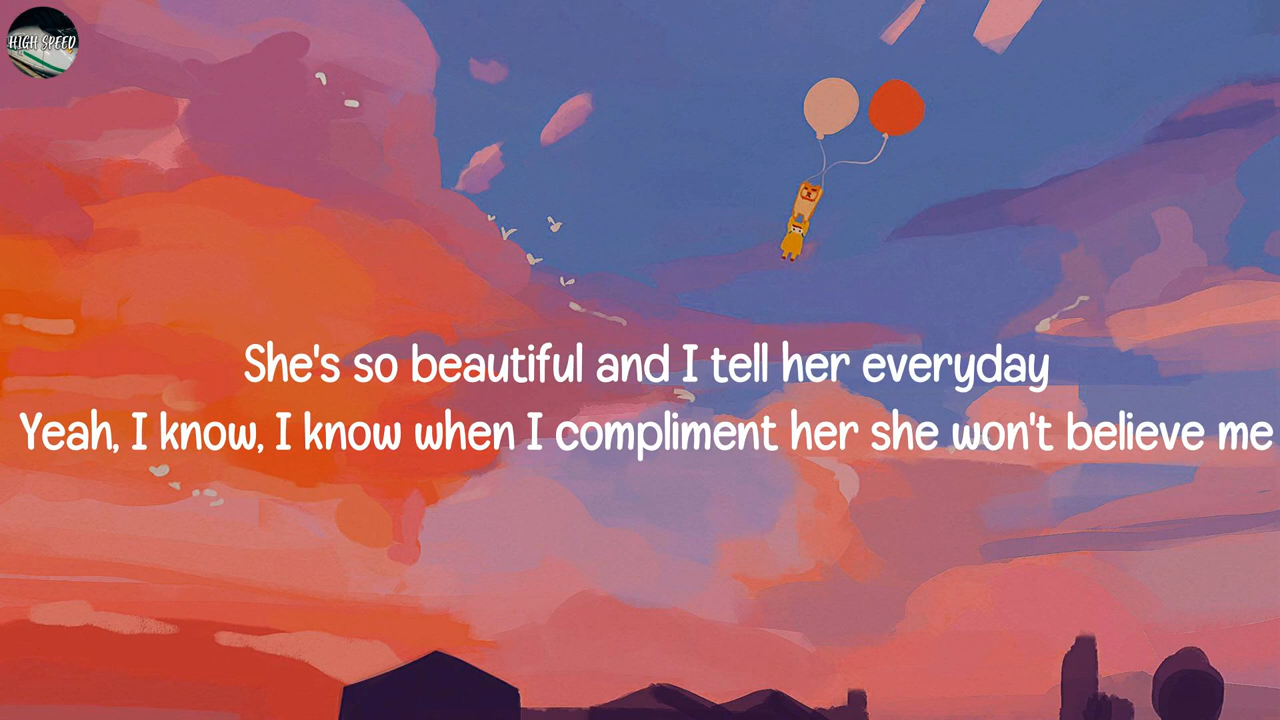 HIGH SPEED
She's so beautiful and I tell her everyday
Yeah, I know, I know when I compliment her she won't believe me